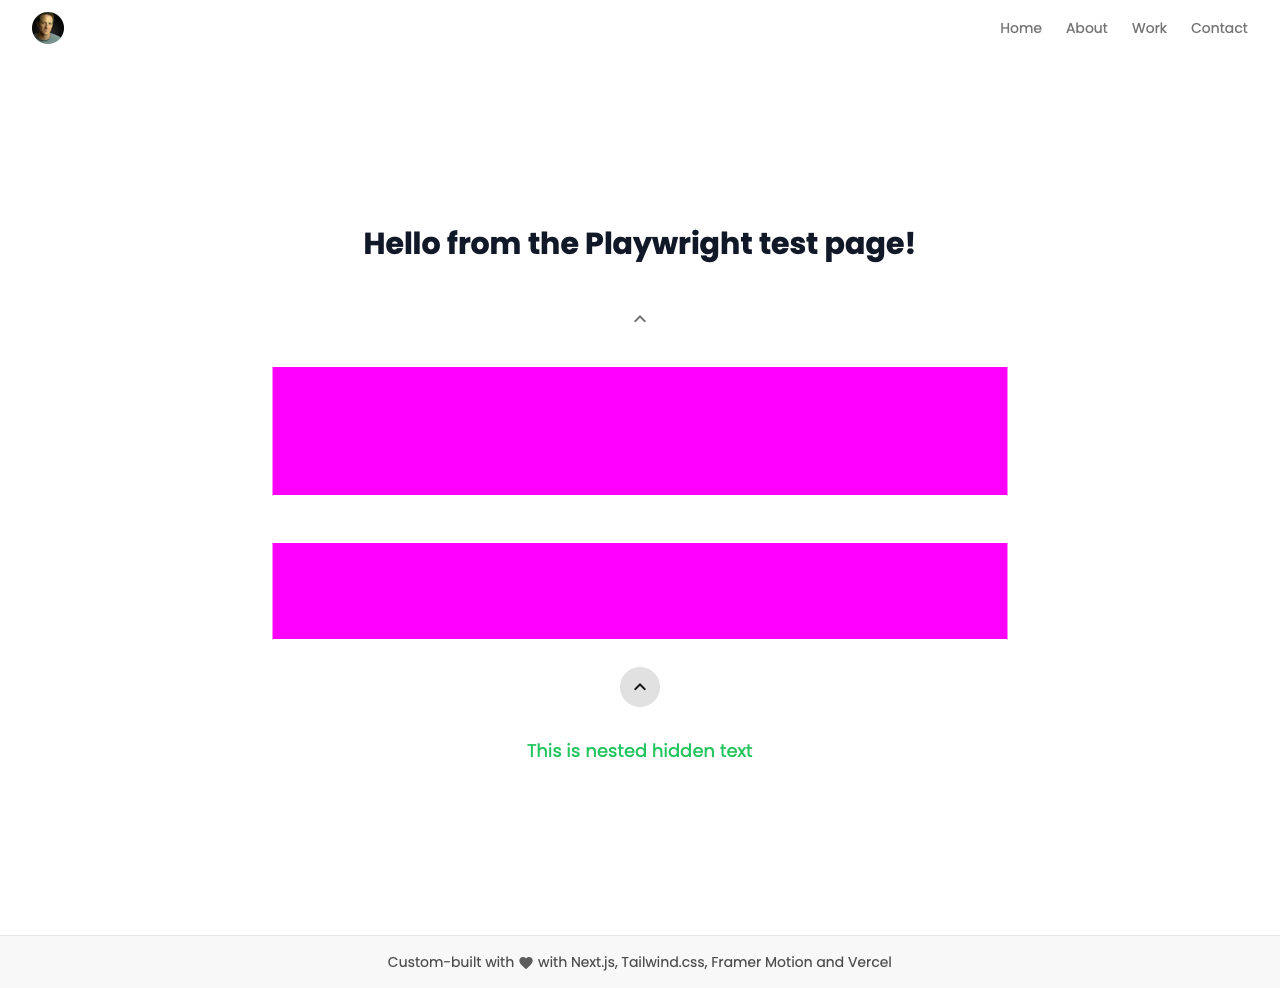 Home About Work Contact
Hello from the Playwright test page!
This is nested hidden text
Custom-built with ♥ with Next.js, Tailwind.css, Framer Motion and Vercel